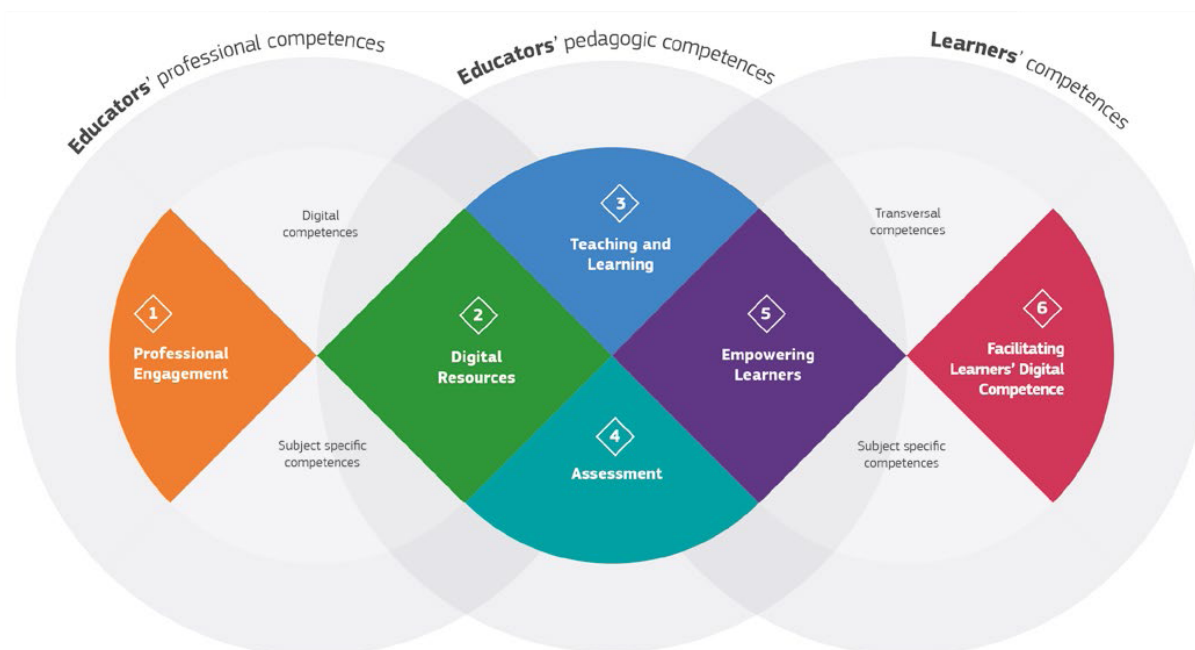 Educators' professional competences
Educators' pedagogic competences
Learners' competences
Digital
competences
3
Teaching and
Learning
Transversal
competences
1
Professional
Engagement
2
Digital
Resources
5
Empowering
Learners
6
Facilitating
Learners' Digital
Competence
Subject specific
competences
4
Assessment
Subject specific
competences